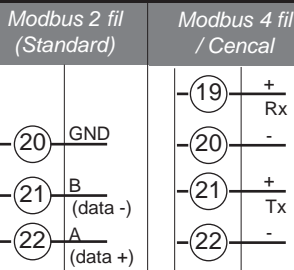 Modbus 2 fil
(Standard)
20 GND
21 B
(data -)
22 A
(data +)
Modbus 4 fil
/ Cencal
19 +
Rx
20 -
21 +
Tx
22 -